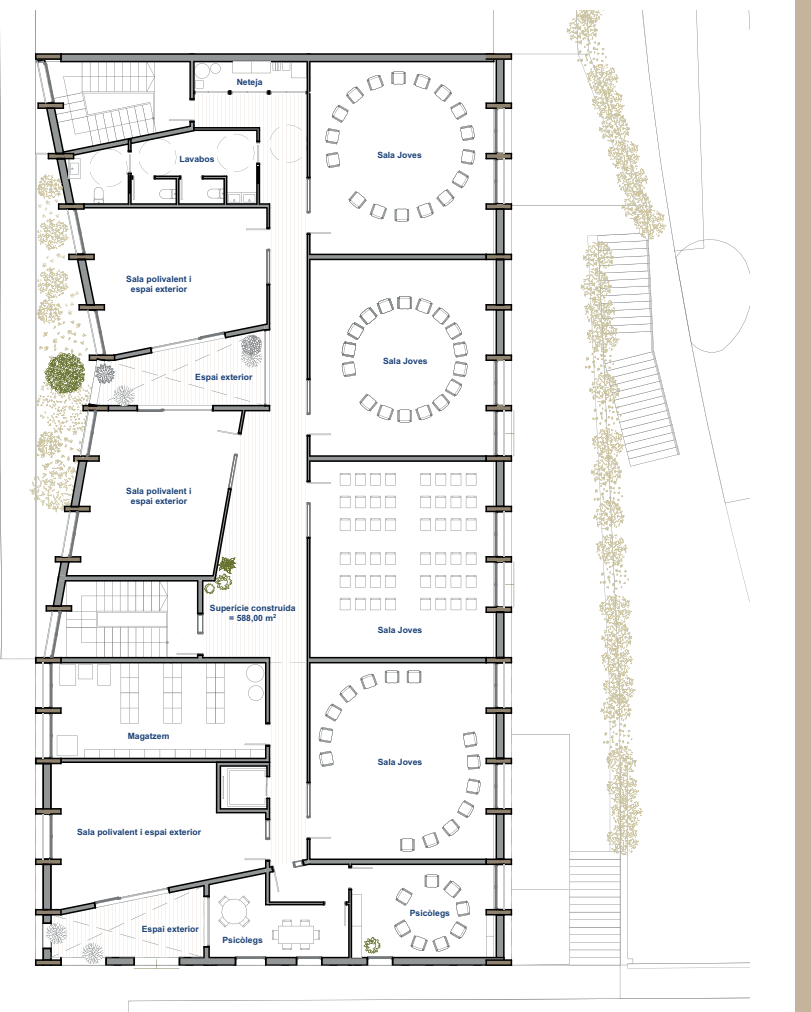 Neteja
Lavabos
Sala Joves
Sala polivalent i
espai exterior
Sala Joves
Espai exterior
Sala polivalent i
espai exterior
Superície construida
= 588,00 m²
Sala Joves
Magatzem
Sala Joves
Sala polivalent i espai exterior
Psicòlegs
Espai exterior
Psicòlegs